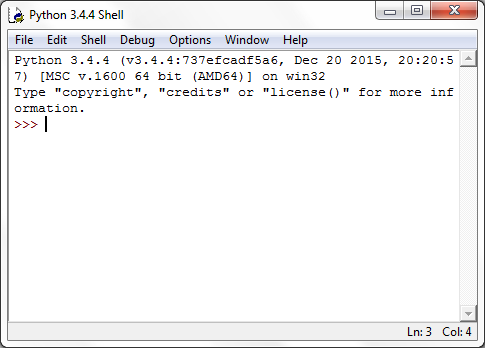 Python 3.4.4 Shell
File Edit Shell Debug Options Window Help
Python 3.4.4 (v3.4.4:737efcadf5a6, Dec 20 2015, 20:20:5
7) [MSC v.1600 64 bit (AMD64)] on win32
Type "copyright", "credits" or "license()" for more inf
ormation.
>>>
Ln: 3 Col: 4